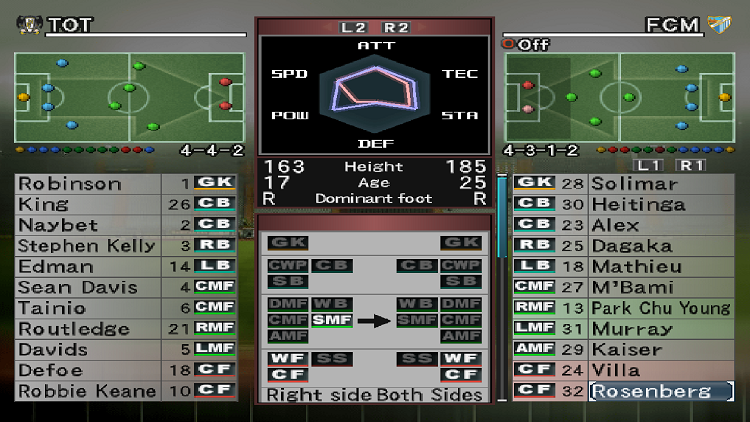 TOT
L2 R2
FCM
Off
ATT
SPD TEC
POW STA
DEF
4-4-2
4-3-1-2
163 Height 185
17 Age 25
R Dominant foot R
L1 R1
Robinson 1 GK
King 26 CB
Naybet 2 CB
Stephen Kelly 3 RB
Edman 14 LB
Sean Davis 4 CMF
Tainio 6 CMF
Routledge 21 RMF
Davids 5 LMF
Defoe 18 CF
Robbie Keane 10 CF
GK GK
CWP CB CB CWP
SB SB
DMF WB WB DMF
CMF SMF SMF CMF
AMF AMF
WF SS SS WF
CF CF
Right side Both Sides
GK 28 Solimar
CB 30 Heitinga
CB 23 Alex
RB 25 Dagaka
LB 18 Mathieu
CMF 27 M'Bami
RMF 13 Park Chu Young
LMF 31 Murray
AMF 29 Kaiser
CF 24 Villa
CF 32 Rosenberg